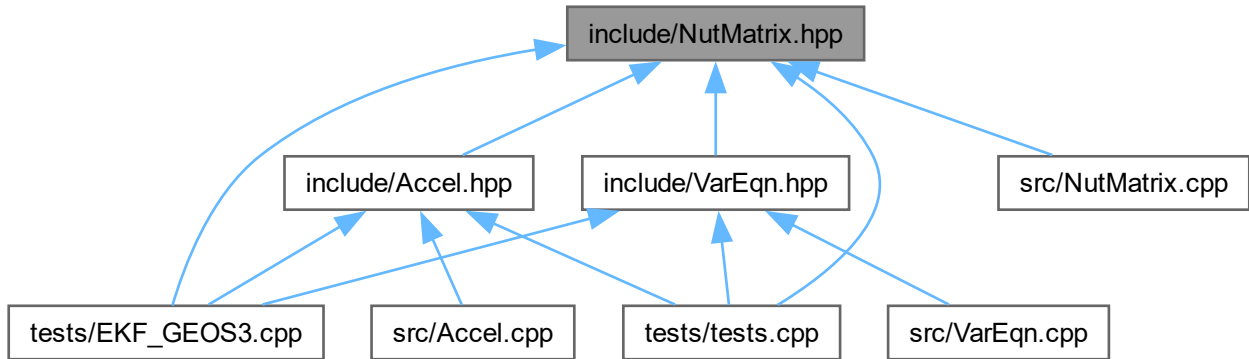 include/NutMatrix.hpp
include/Accel.hpp
include/VarEqn.hpp
src/NutMatrix.cpp
tests/EKF_GEOS3.cpp
src/Accel.cpp
tests/tests.cpp
src/VarEqn.cpp